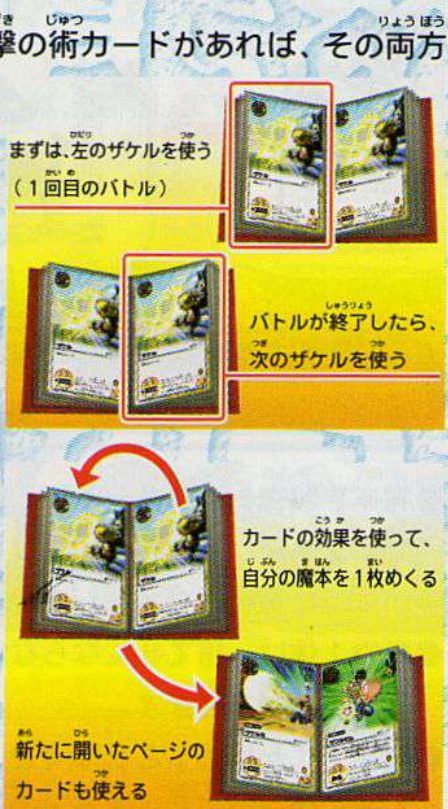 撃の術カードがあれば、その両方
まずは、左のザケルを使う
(1回目のバトル)
バトルが終了したら、
次のザケルを使う
カードの効果を使って、
自分の魔本を1枚めくる
新たに開いたページの
カードも使える